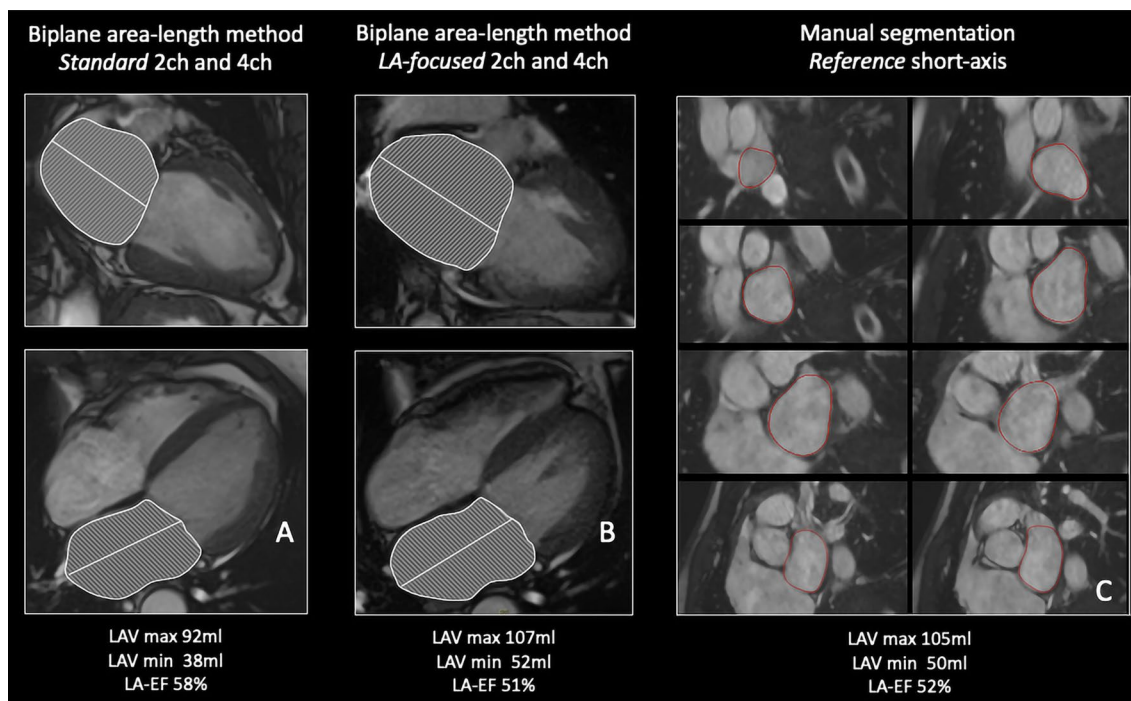 Biplane area-length method
Standard 2ch and 4ch
Biplane area-length method
LA-focused 2ch and 4ch
Manual segmentation
Reference short-axis
A
B
C
LAV max 92ml
LAV min 38ml
LA-EF 58%
LAV max 107ml
LAV min 52ml
LA-EF 51%
LAV max 105ml
LAV min 50ml
LA-EF 52%